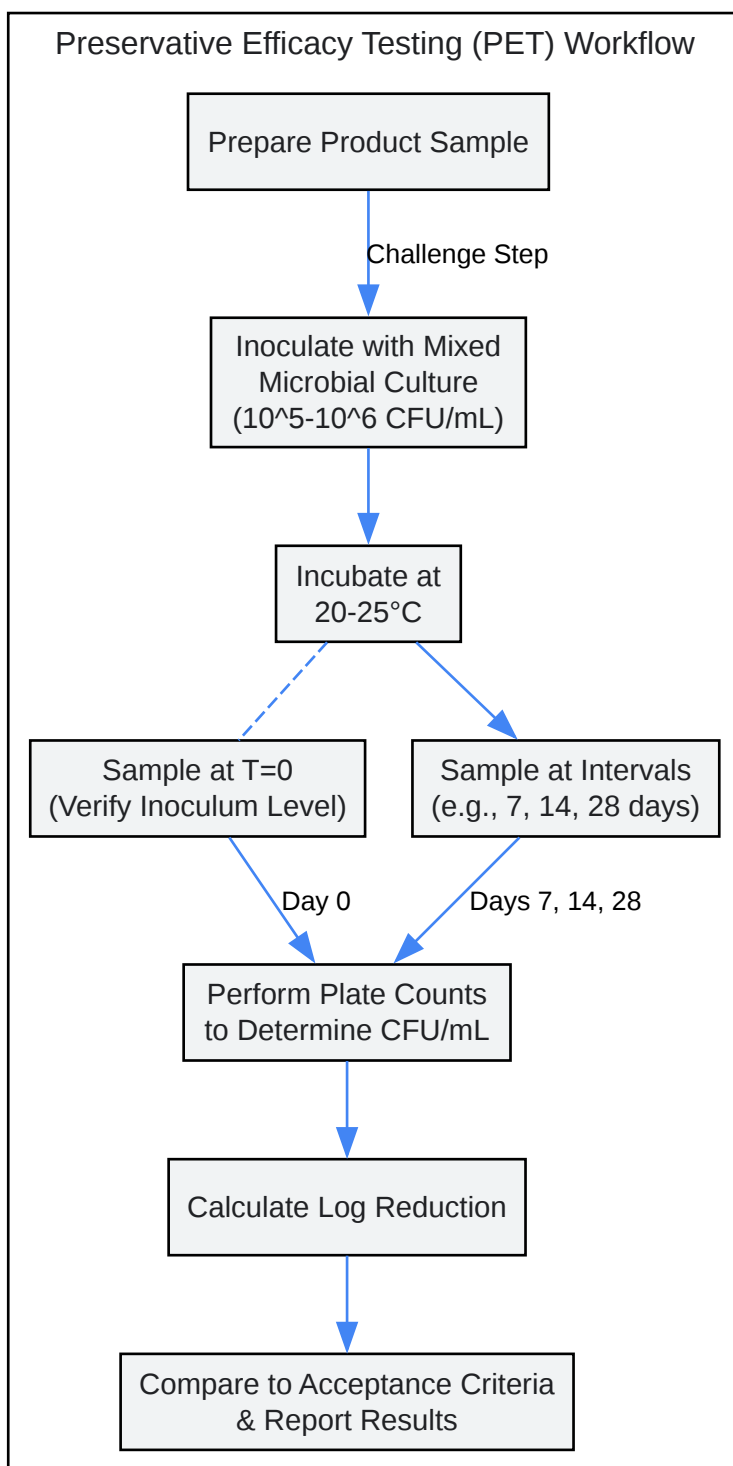 Preservative Efficacy Testing (PET) Workflow
Prepare Product Sample
Challenge Step
Inoculate with Mixed
Microbial Culture
(10^5-10^6 CFU/mL)
Incubate at
20-25°C
Sample at T=0
(Verify Inoculum Level)
Sample at Intervals
(e.g., 7, 14, 28 days)
Day 0
Days 7, 14, 28
Perform Plate Counts
to Determine CFU/mL
Calculate Log Reduction
Compare to Acceptance Criteria
& Report Results